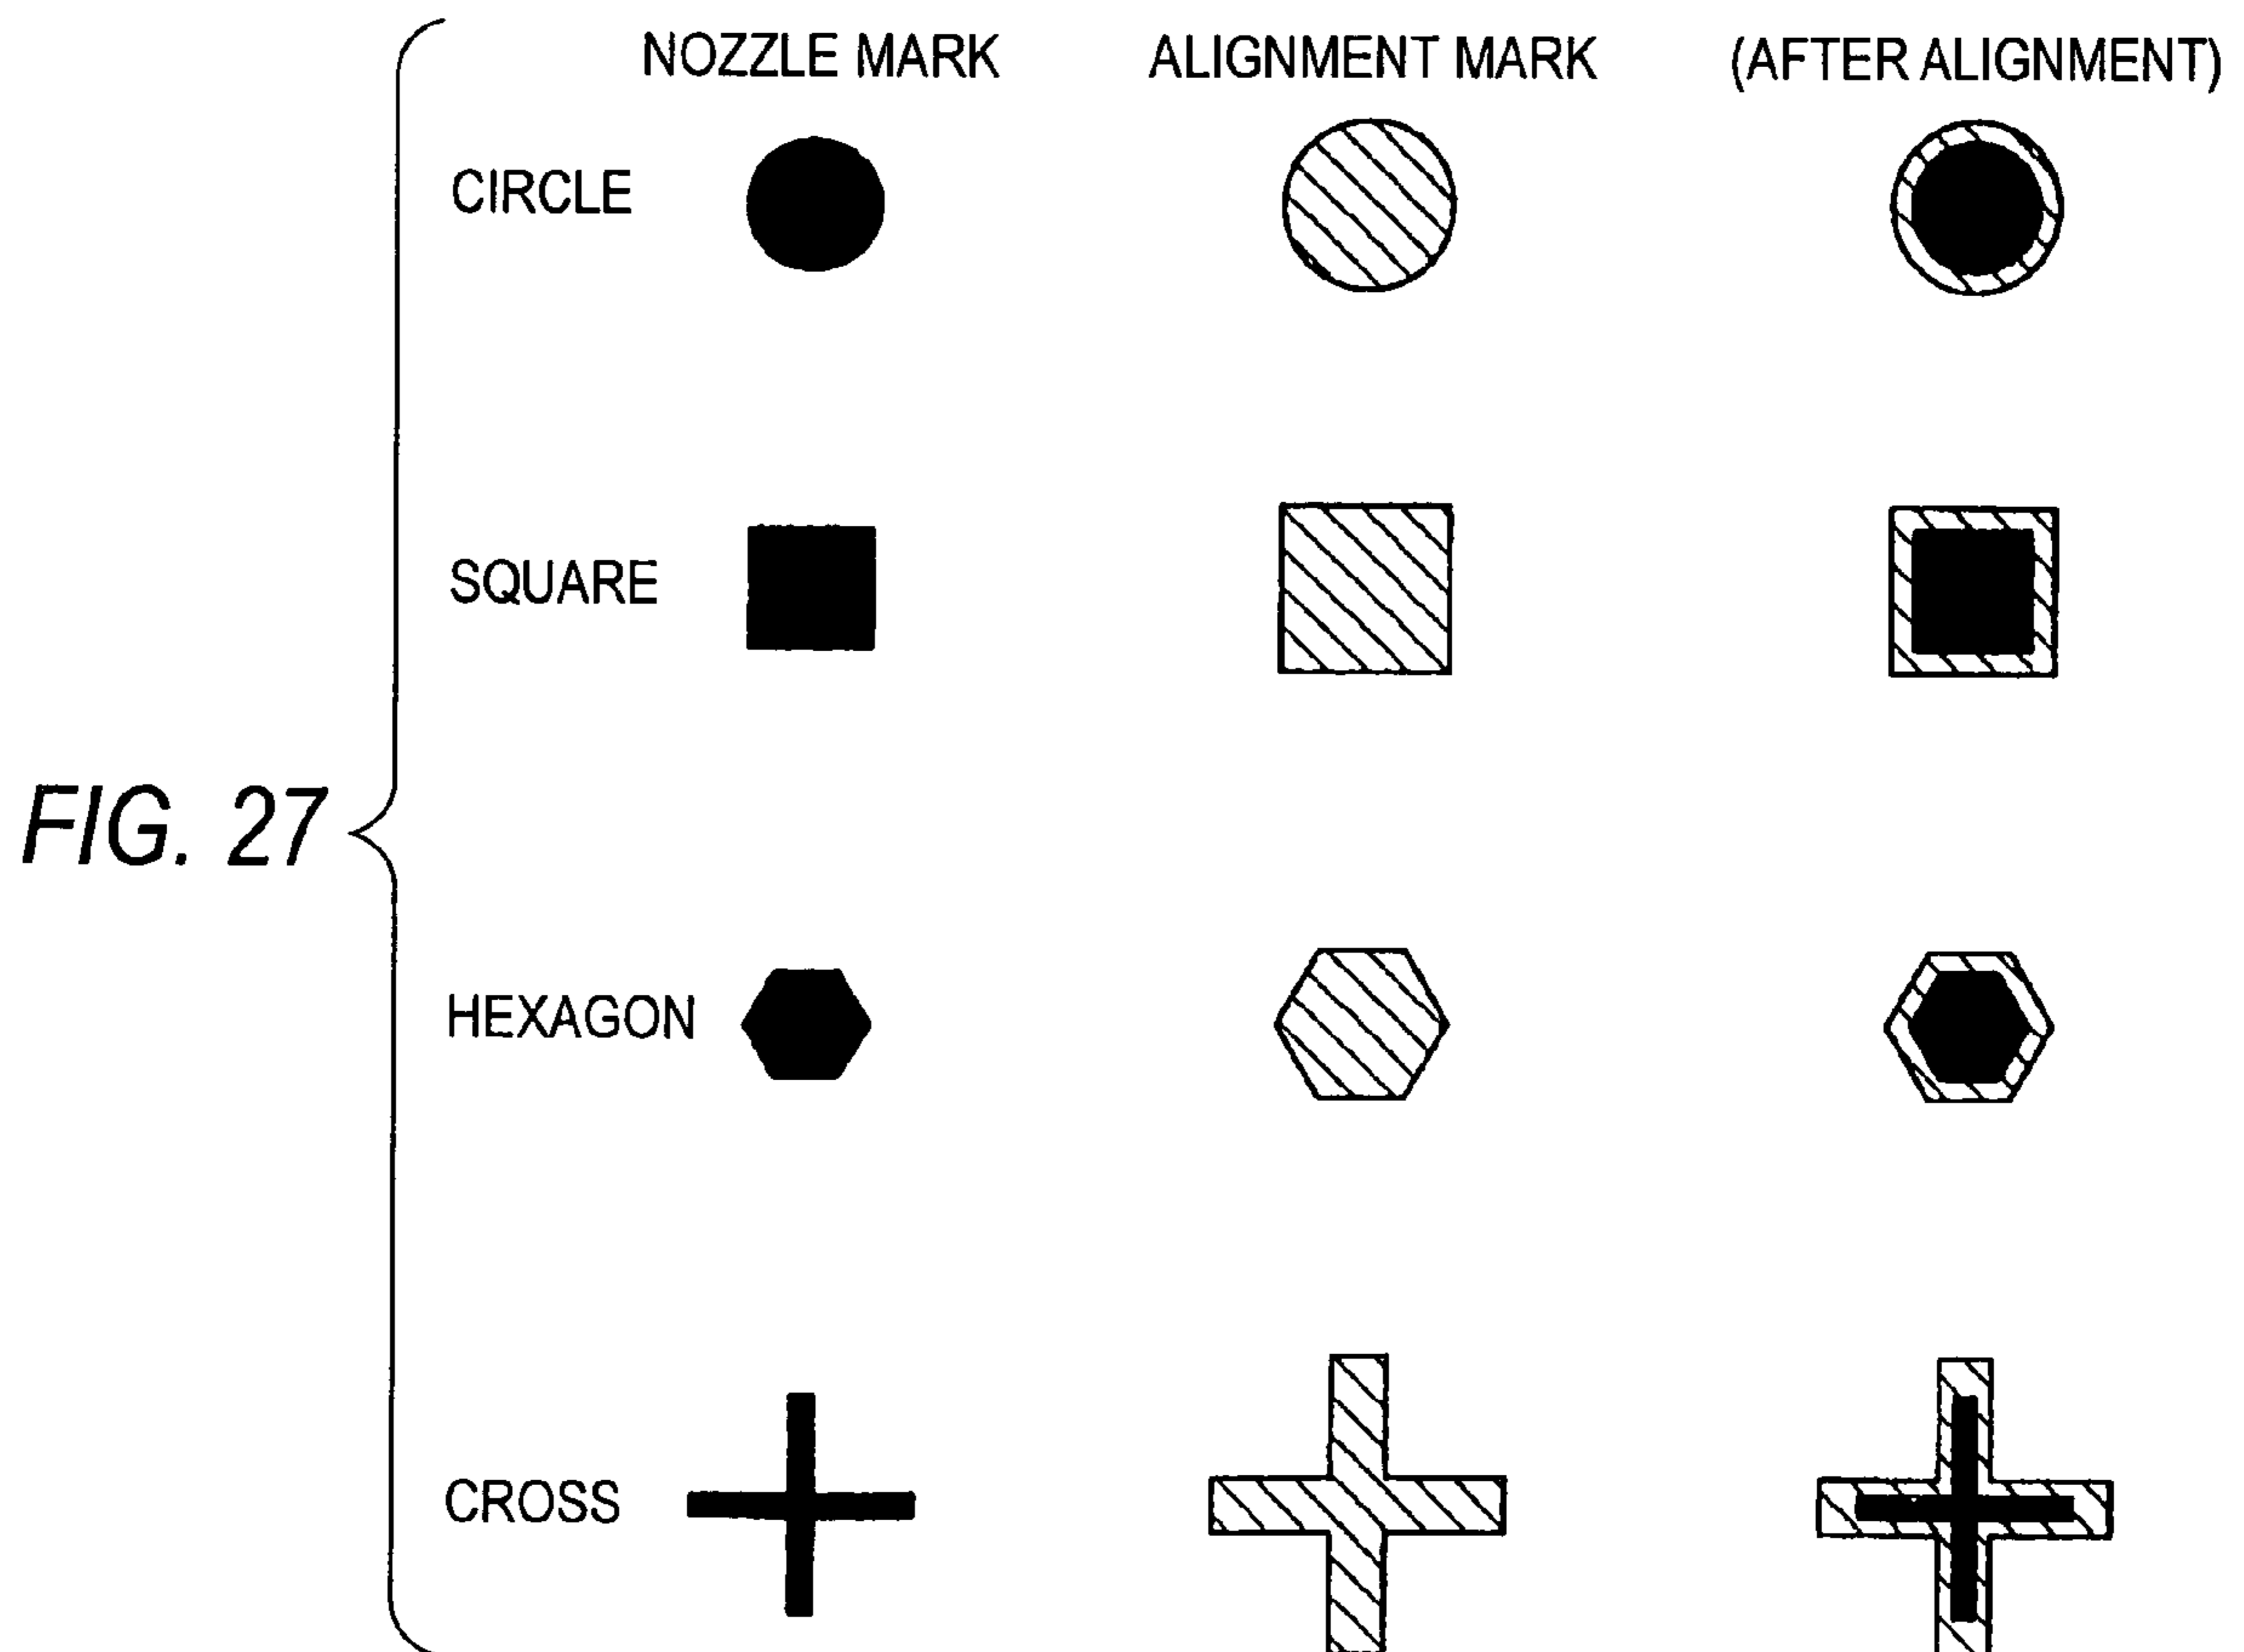 NOZZLE MARK
ALIGNMENT MARK
(AFTER ALIGNMENT)
CIRCLE
SQUARE
FIG. 27
HEXAGON
CROSS